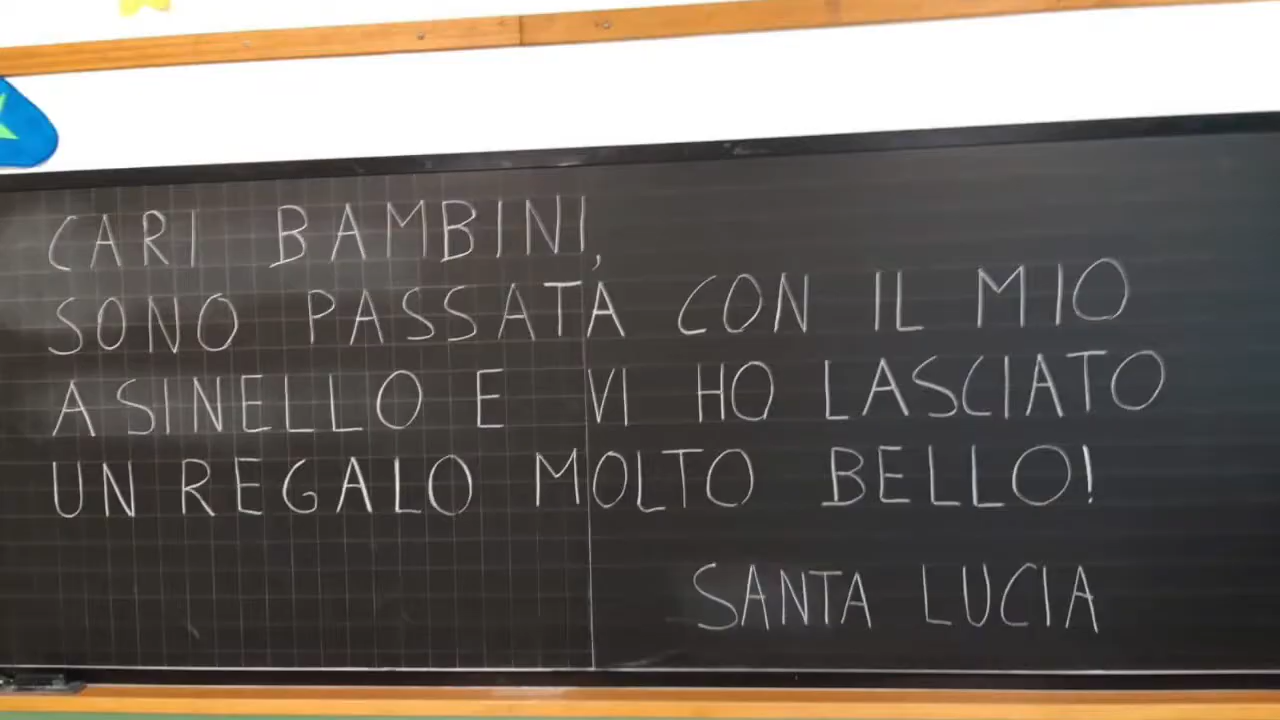 CARI BAMBINI,
SONO PASSATA CON IL MIO
ASINELLO E VI HO LASCIATO
UN REGALO MOLTO BELLO!
SANTA LUCIA